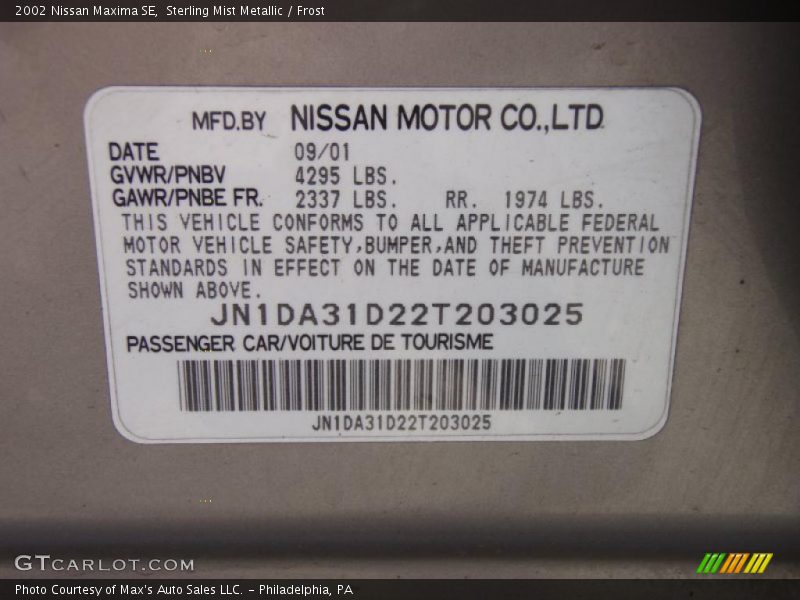 2002 Nissan Maxima SE,  Sterling Mist Metallic / Frost
MFD.BY NISSAN MOTOR CO.,LTD.
DATE 09/01
GVWR/PNBV 4295 LBS.
GAWR/PNBE FR. 2337 LBS. RR. 1974 LBS.
THIS VEHICLE CONFORMS TO ALL APPLICABLE FEDERAL
MOTOR VEHICLE SAFETY,BUMPER,AND THEFT PREVENTION
STANDARDS IN EFFECT ON THE DATE OF MANUFACTURE
SHOWN ABOVE.
JN1DA31D22T203025
PASSENGER CAR/VOITURE DE TOURISME
JN1DA31D22T203025
GTCARLOT.COM
Photo Courtesy of Max's Auto Sales LLC. - Philadelphia, PA